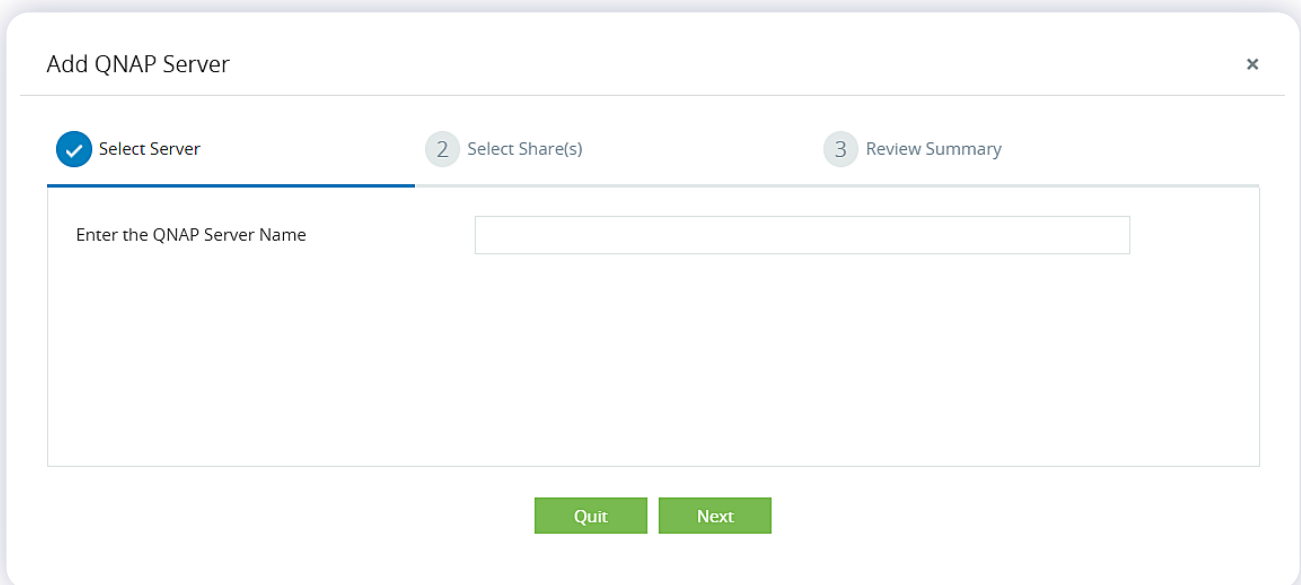 Add QNAP Server ×
Select Server 2 Select Share(s) 3 Review Summary
Enter the QNAP Server Name
Quit Next